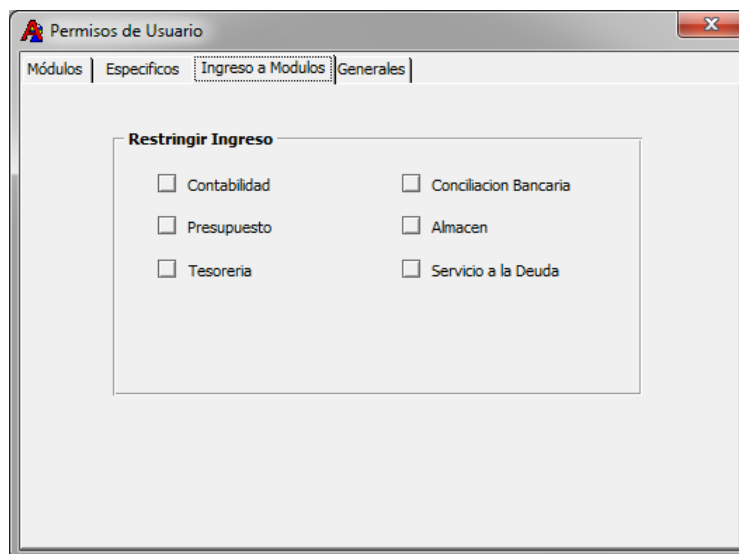 Permisos de Usuario
Módulos Especificos Ingreso a Modulos Generales
Restringir Ingreso
Contabilidad Conciliacion Bancaria
Presupuesto Almacen
Tesoreria Servicio a la Deuda